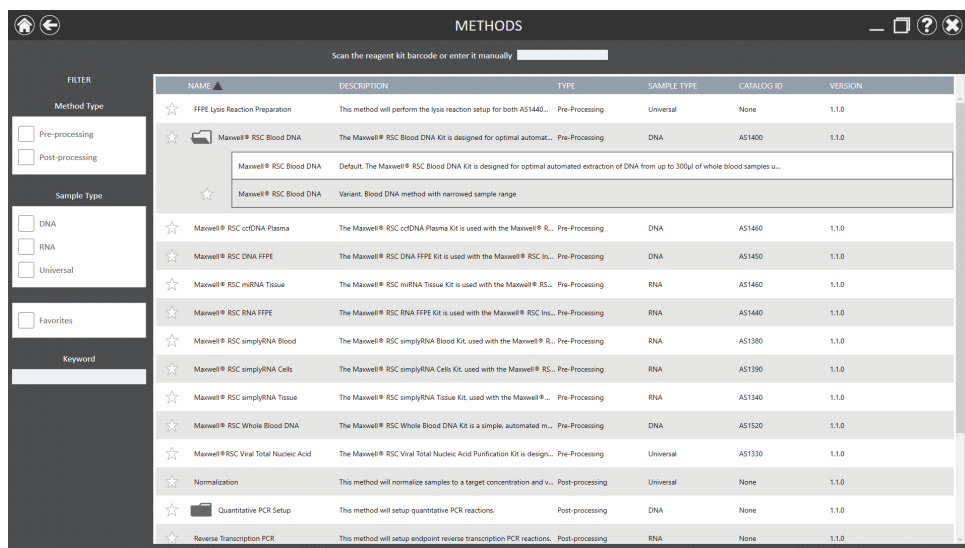 METHODS
Scan the reagent kit barcode or enter it manually
FILTER
Method Type
Pre-processing
Post-processing
Sample Type
DNA
RNA
Universal
Favorites
Keyword
NAME DESCRIPTION TYPE SAMPLE TYPE CATALOG ID VERSION
FFPE Lysis Reaction Preparation This method will perform the lysis reaction setup for both AS1440... Pre-Processing Universal None 1.1.0
Maxwell® RSC Blood DNA The Maxwell® RSC Blood DNA Kit is designed for optimal automat... Pre-Processing DNA AS1400 1.1.0
Maxwell® RSC Blood DNA Default. The Maxwell® RSC Blood DNA Kit is designed for optimal automated extraction of DNA from up to 300µl of whole blood samples u...
Maxwell® RSC Blood DNA Variant. Blood DNA method with narrowed sample range
Maxwell® RSC ccfDNA Plasma The Maxwell® RSC ccfDNA Plasma Kit is used with the Maxwell® R... Pre-Processing DNA AS1460 1.1.0
Maxwell® RSC DNA FFPE The Maxwell® RSC DNA FFPE Kit is used with the Maxwell® RSC In... Pre-Processing DNA AS1450 1.1.0
Maxwell® RSC miRNA Tissue The Maxwell® RSC miRNA Tissue Kit is used with the Maxwell® RS... Pre-Processing RNA AS1460 1.1.0
Maxwell® RSC RNA FFPE The Maxwell® RSC RNA FFPE Kit is used with the Maxwell® RSC Ins... Pre-Processing RNA AS1440 1.1.0
Maxwell® RSC simplyRNA Blood The Maxwell® RSC simplyRNA Blood Kit, used with the Maxwell® R... Pre-Processing RNA AS1380 1.1.0
Maxwell® RSC simplyRNA Cells The Maxwell® RSC simplyRNA Cells Kit, used with the Maxwell® RS... Pre-Processing RNA AS1390 1.1.0
Maxwell® RSC simplyRNA Tissue The Maxwell® RSC simplyRNA Tissue Kit, used with the Maxwell®... Pre-Processing RNA AS1340 1.1.0
Maxwell® RSC Whole Blood DNA The Maxwell® RSC Whole Blood DNA Kit is a simple, automated m... Pre-Processing DNA AS1520 1.1.0
Maxwell®RSC Viral Total Nucleic Acid The Maxwell® RSC Viral Total Nucleic Acid Purification Kit is design... Pre-Processing Universal AS1330 1.1.0
Normalization This method will normalize samples to a target concentration and v... Post-processing Universal None 1.1.0
Quantitative PCR Setup This method will setup quantitative PCR reactions. Post-processing DNA None 1.1.0
Reverse Transcription PCR This method will setup endpoint reverse transcription PCR reactions. Post-processing RNA None 1.1.0